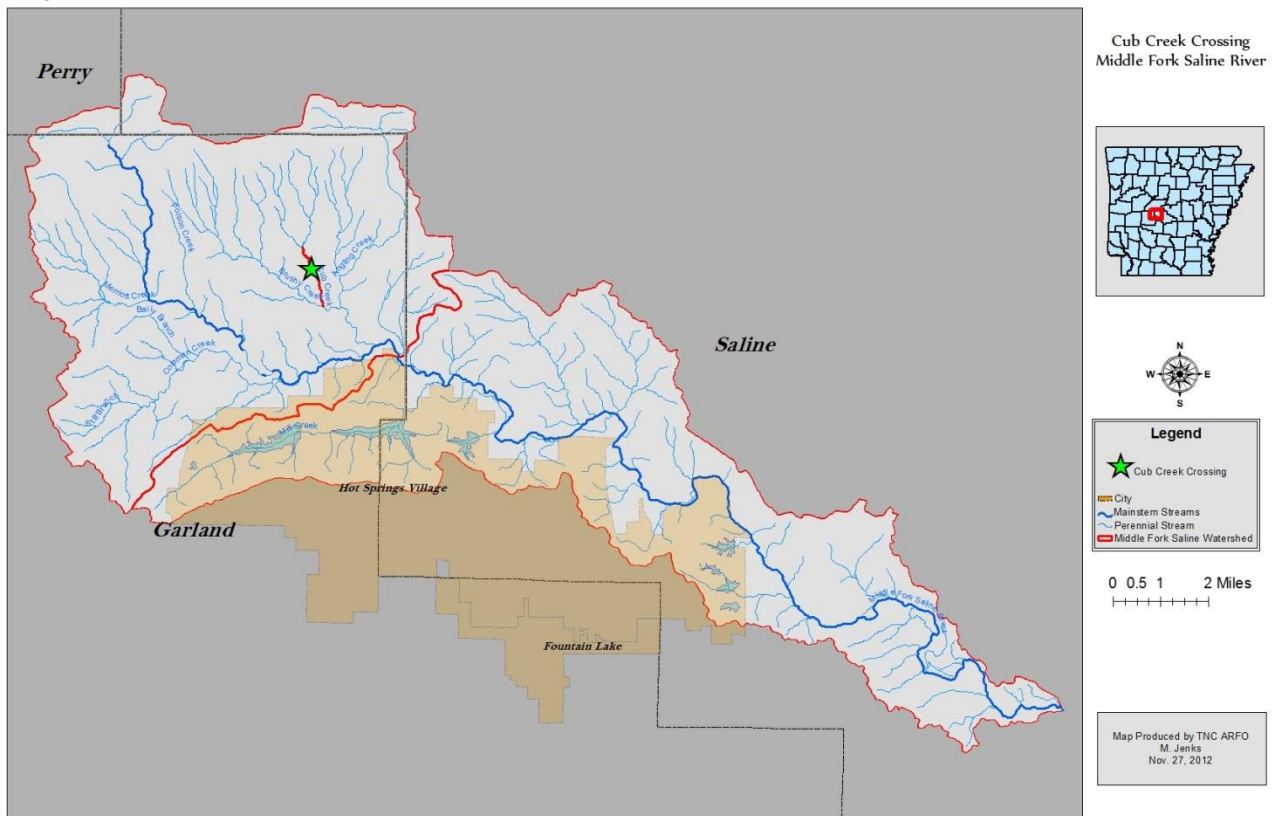 Cub Creek Crossing
Middle Fork Saline River
Perry
Saline
Garland
Hot Springs Village
Fountain Lake
Cub Creek
Brushy Creek
Mill Creek
Middle Fork Saline River
N
W
E
S
Legend
Cub Creek Crossing
City
Mainstem Streams
Perennial Stream
Middle Fork Saline Watershed
0 0.5 1 2 Miles
Map Produced by TNC ARFO
M. Jenks
Nov. 27, 2012